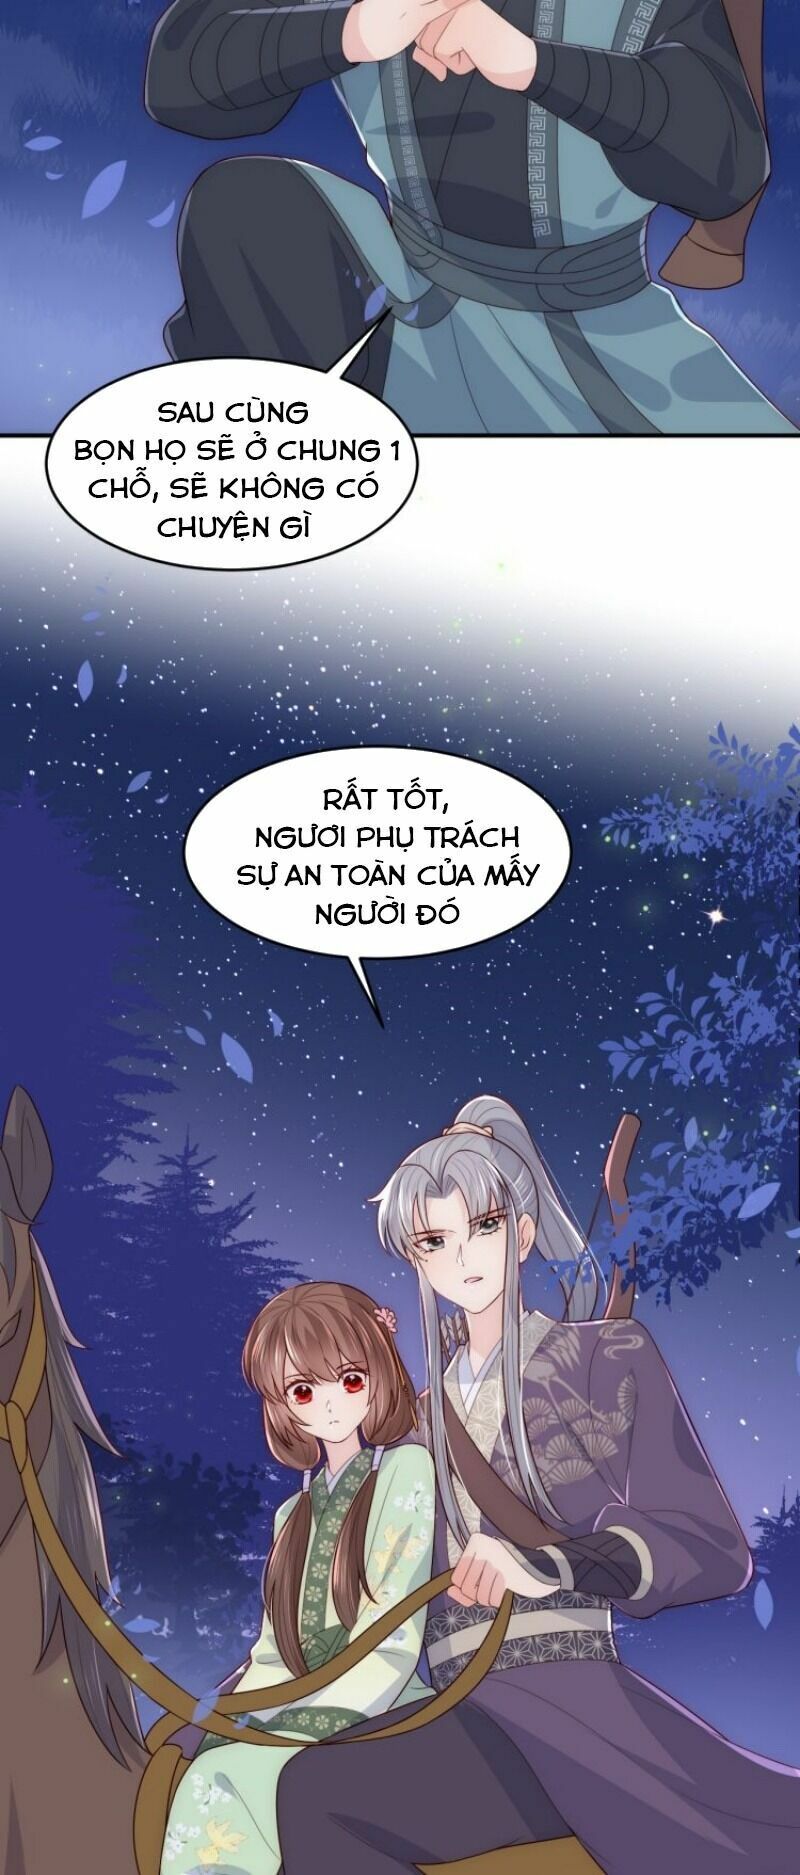 SAU CÙNG
BỌN HỌ SẼ Ở CHUNG 1
CHỖ, SẼ KHÔNG CÓ
CHUYỆN GÌ
RẤT TỐT,
NGƯƠI PHỤ TRÁCH
SỰ AN TOÀN CỦA MẤY
NGƯỜI ĐÓ